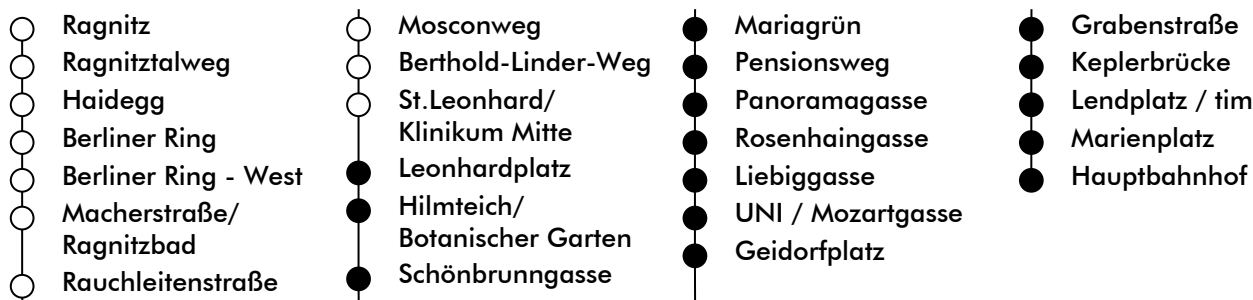 Ragnitz
Ragnitztalweg
Haidegg
Berliner Ring
Berliner Ring - West
Macherstraße/
Ragnitzbad
Rauchleitenstraße
Mosconweg
Berthold-Linder-Weg
St.Leonhard/
Klinikum Mitte
Leonhardplatz
Hilmteich/
Botanischer Garten
Schönbrunngasse
Mariagrün
Pensionsweg
Panoramagasse
Rosenhaingasse
Liebiggasse
UNI / Mozartgasse
Geidorfplatz
Grabenstraße
Keplerbrücke
Lendplatz / tim
Marienplatz
Hauptbahnhof